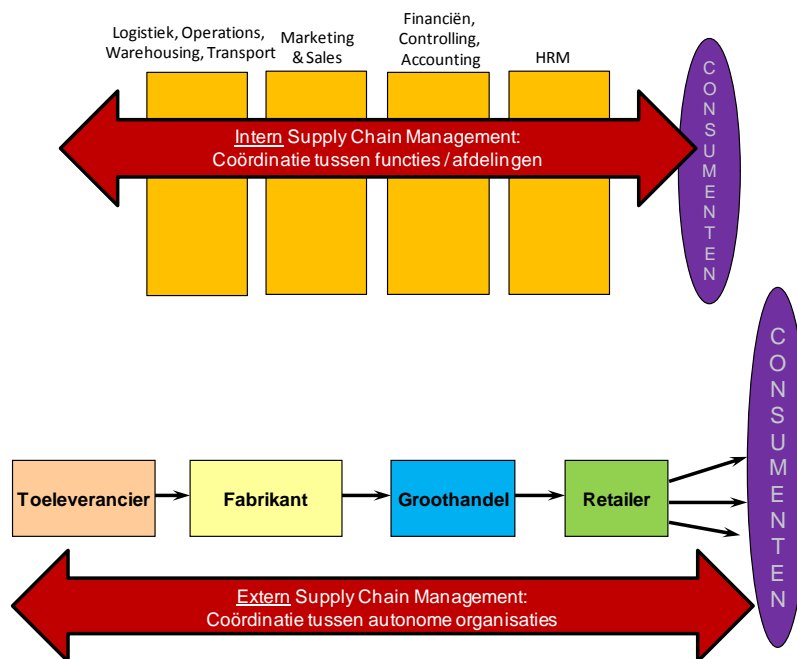 Logistiek, Operations,
Warehousing, Transport
Marketing
& Sales
Financiën,
Controlling,
Accounting
HRM
Intern Supply Chain Management:
Coördinatie tussen functies / afdelingen
CONSUMENTEN
Toeleverancier
Fabrikant
Groothandel
Retailer
CONSUMENTEN
Extern Supply Chain Management:
Coördinatie tussen autonome organisaties